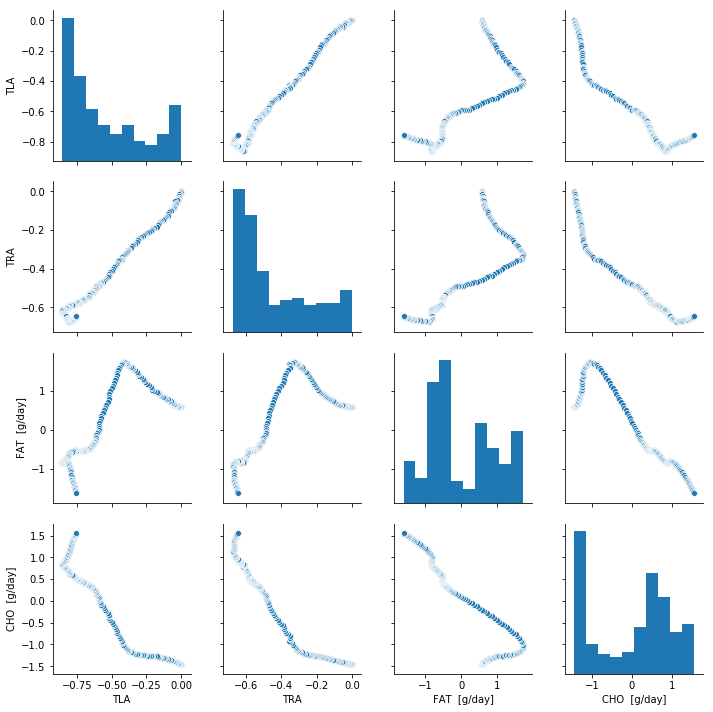 0.0
−0.2
−0.4
−0.6
−0.8
TLA
0.0
−0.2
−0.4
−0.6
TRA
1
0
−1
FAT [g/day]
1.5
1.0
0.5
0.0
−0.5
−1.0
−1.5
CHO [g/day]
−0.75 −0.50 −0.25 0.00
TLA
−0.6 −0.4 −0.2 0.0
TRA
−1 0 1
FAT [g/day]
−1 0 1
CHO [g/day]